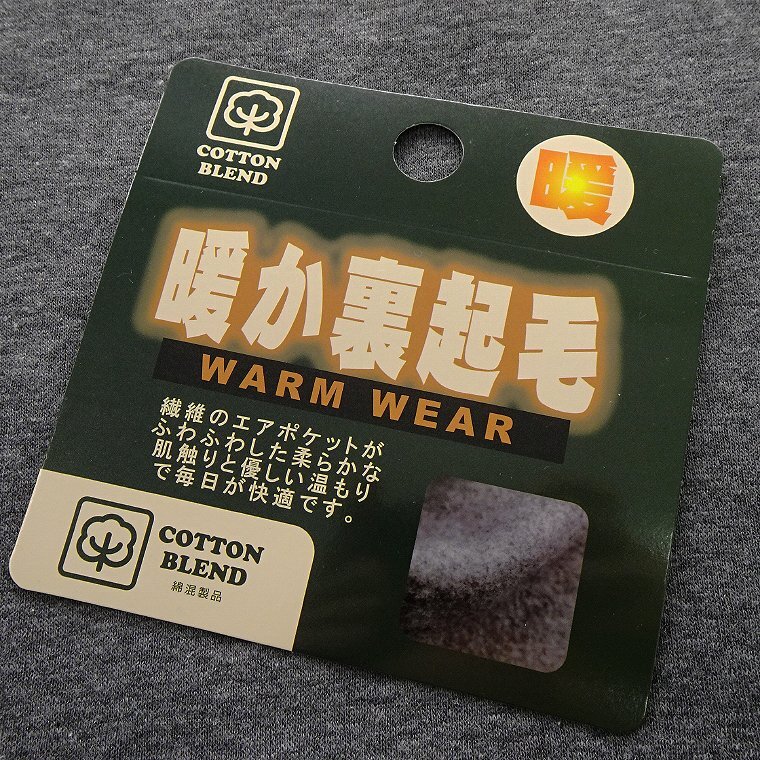 COTTON
BLEND
暖
暖か裏起毛
WARM WEAR
繊維のエアポケットが
ふわふわした柔らかな
肌触りと優しい温もり
で毎日が快適です。
COTTON
BLEND
綿混製品